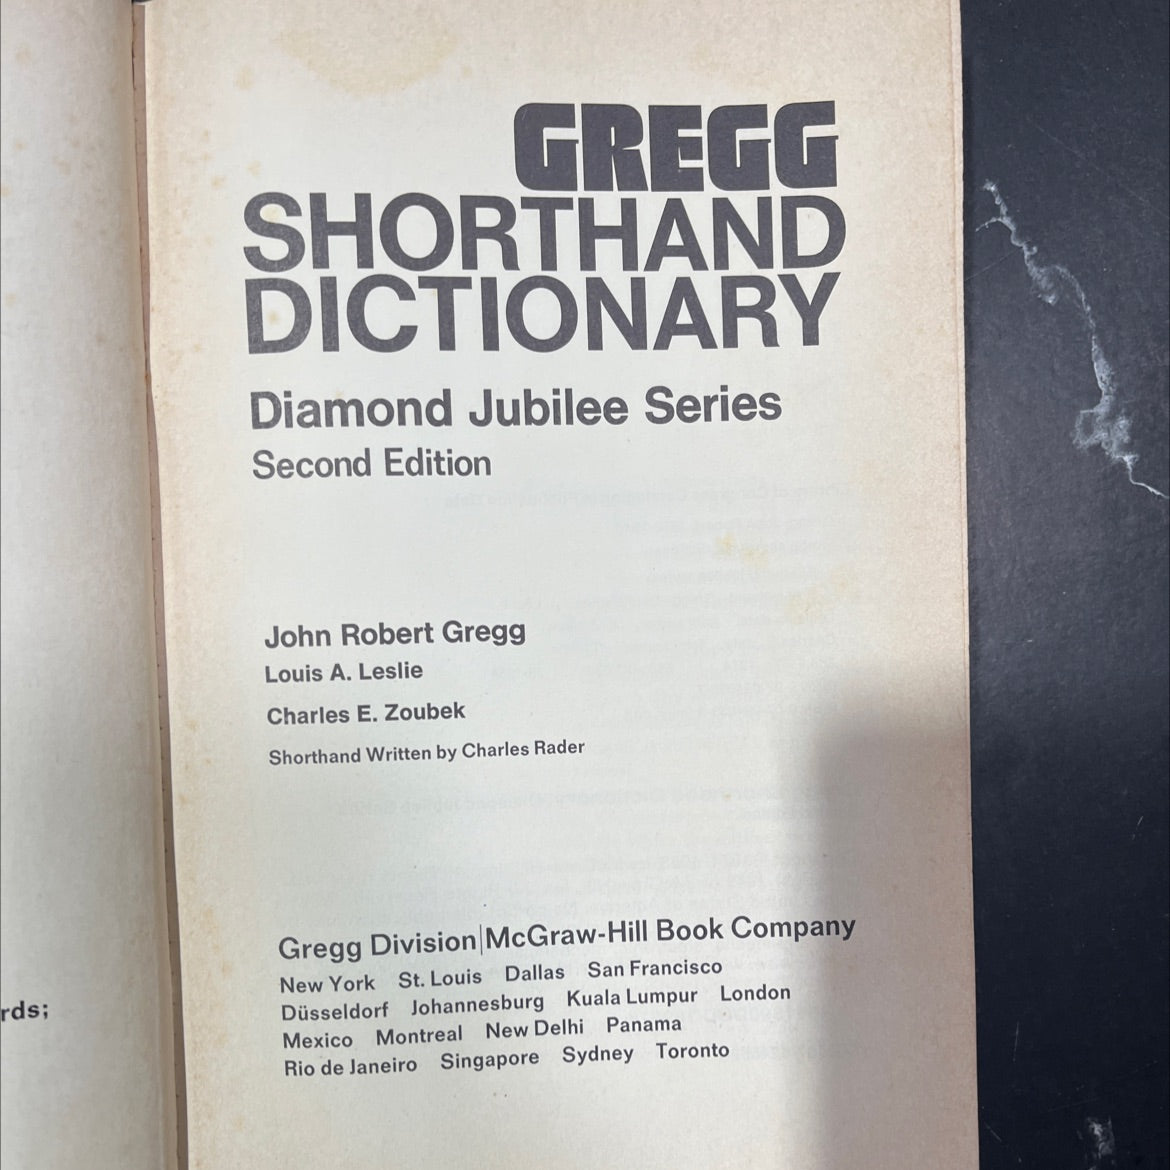 GREGG
SHORTHAND
DICTIONARY
Diamond Jubilee Series
Second Edition
John Robert Gregg
Louis A. Leslie
Charles E. Zoubek
Shorthand Written by Charles Rader
Gregg Division|McGraw-Hill Book Company
New York St. Louis Dallas San Francisco
Düsseldorf Johannesburg Kuala Lumpur London
Mexico Montreal New Delhi Panama
Rio de Janeiro Singapore Sydney Toronto
rds;